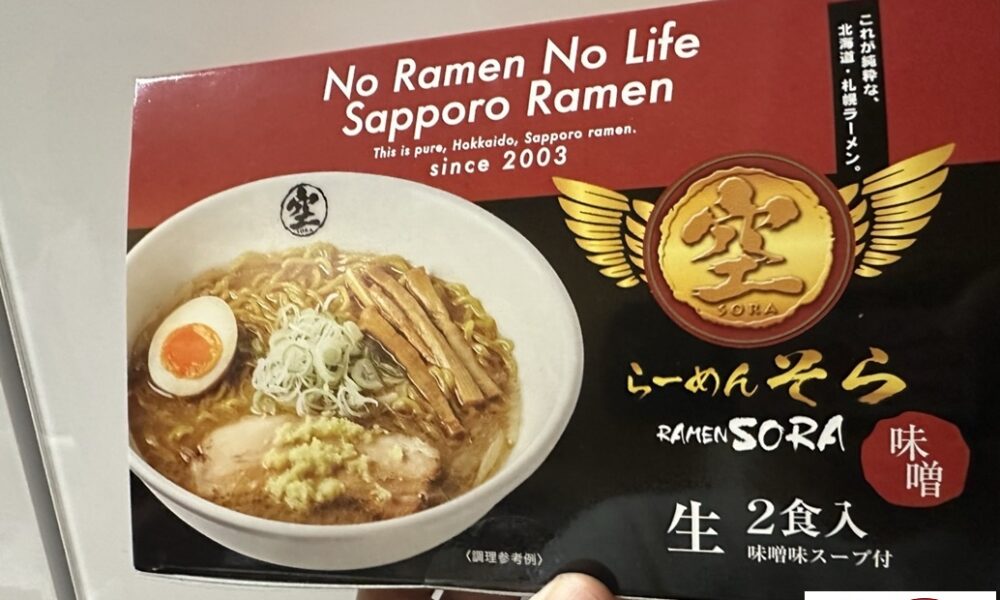 No Ramen No Life
Sapporo Ramen
This is pure, Hokkaido, Sapporo ramen.
since 2003
これが純粋な、
北海道・札幌ラーメン。
空
SORA
空
SORA
らーめん そら
RAMEN SORA
味噌
生
2食入
味噌味スープ付
〈調理参考例〉